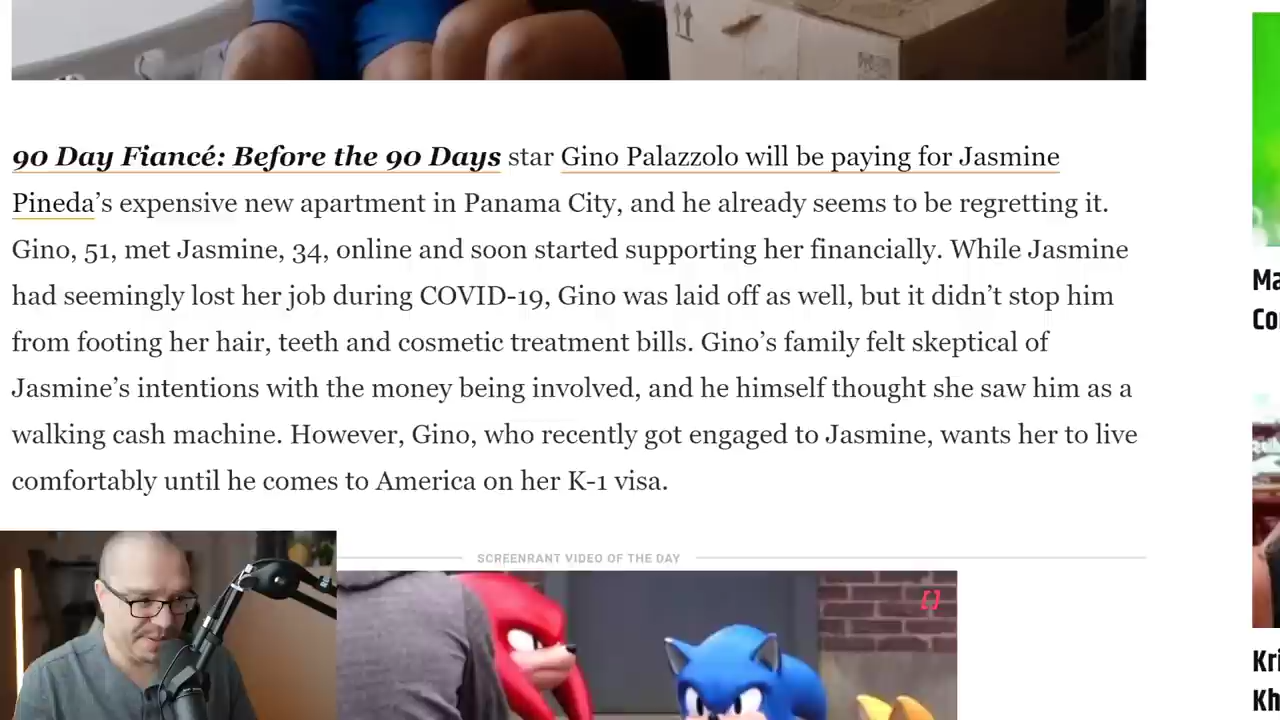 90 Day Fiancé: Before the 90 Days star Gino Palazzolo will be paying for Jasmine
Pineda’s expensive new apartment in Panama City, and he already seems to be regretting it.
Gino, 51, met Jasmine, 34, online and soon started supporting her financially. While Jasmine
had seemingly lost her job during COVID-19, Gino was laid off as well, but it didn’t stop him
from footing her hair, teeth and cosmetic treatment bills. Gino’s family felt skeptical of
Jasmine’s intentions with the money being involved, and he himself thought she saw him as a
walking cash machine. However, Gino, who recently got engaged to Jasmine, wants her to live
comfortably until he comes to America on her K-1 visa.
SCREENRANT VIDEO OF THE DAY
Ma
Co
Kri
Kh